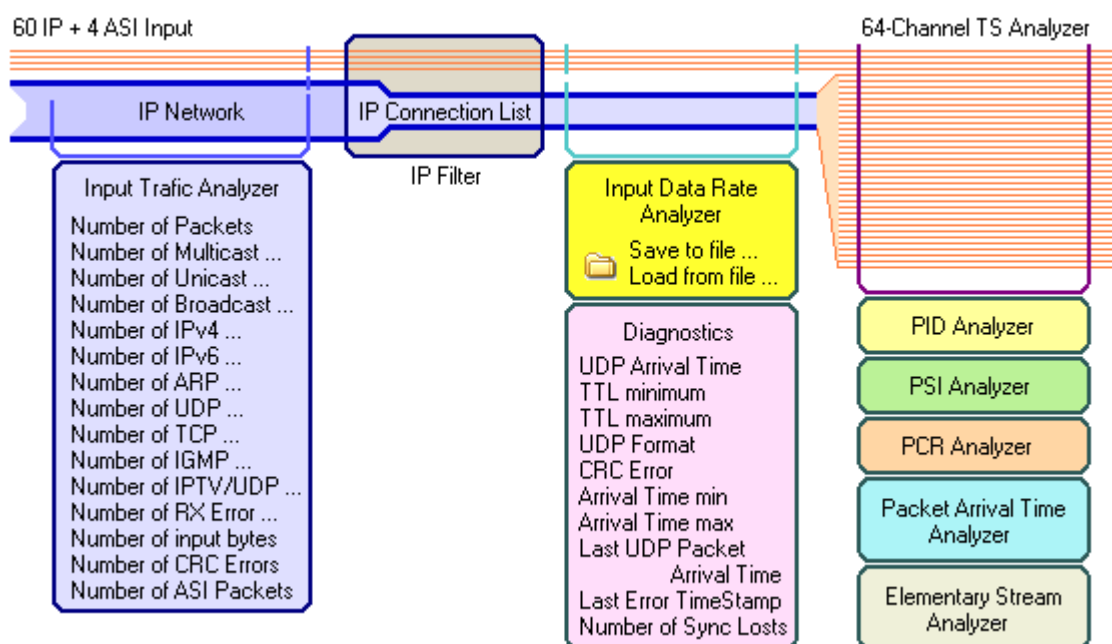 60 IP + 4 ASI Input
64-Channel TS Analyzer
IP Network
IP Connection List
IP Filter
Input Trafic Analyzer
Number of Packets
Number of Multicast ...
Number of Unicast ...
Number of Broadcast ...
Number of IPv4 ...
Number of IPv6 ...
Number of ARP ...
Number of UDP ...
Number of TCP ...
Number of IGMP ...
Number of IPTV/UDP ...
Number of RX Error ...
Number of input bytes
Number of CRC Errors
Number of ASI Packets
Input Data Rate
Analyzer
Save to file ...
Load from file ...
Diagnostics
UDP Arrival Time
TTL minimum
TTL maximum
UDP Format
CRC Error
Arrival Time min
Arrival Time max
Last UDP Packet
Arrival Time
Last Error TimeStamp
Number of Sync Losts
PID Analyzer
PSI Analyzer
PCR Analyzer
Packet Arrival Time
Analyzer
Elementary Stream
Analyzer